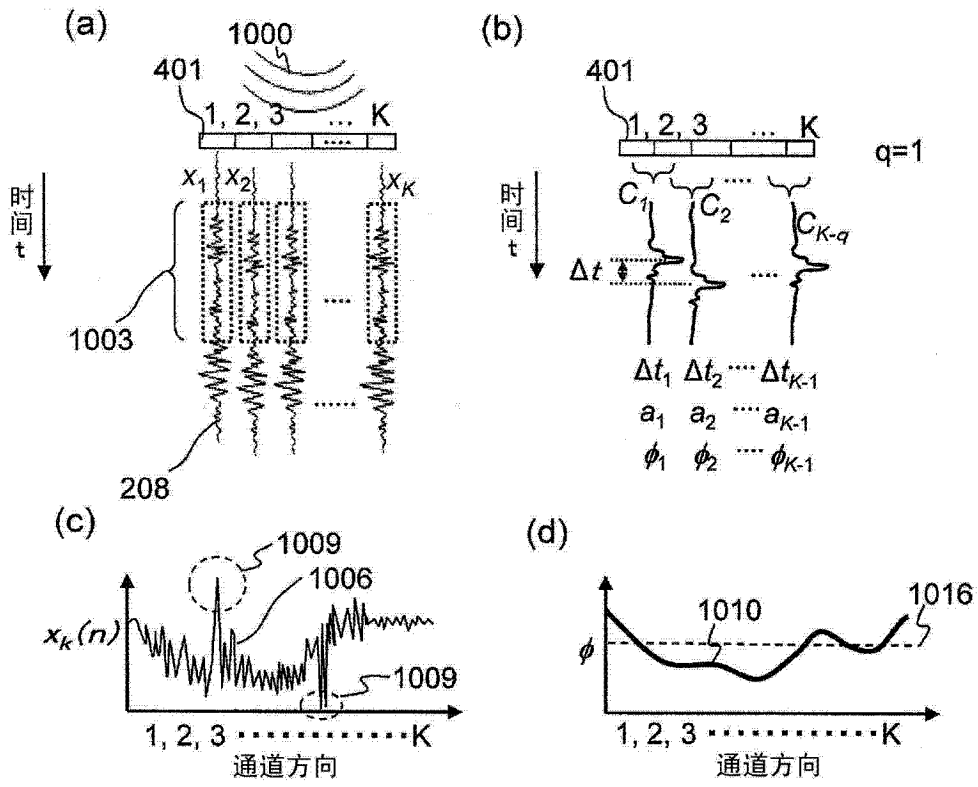 (a)
1000
401
1, 2, 3 ... K
....
x1 x2 xK
时间 t
1003
....
......
208
(b)
401
1, 2, 3 ... K
q=1
C1 C2 .... CK-q
时间 t
Δt
....
Δt1 Δt2 .... ΔtK-1
a1 a2 .... aK-1
ϕ1 ϕ2 .... ϕK-1
(c)
1009
1006
xk(n)
1009
1, 2, 3 ................ K
通道方向
(d)
1010
1016
ϕ
1, 2, 3 ................ K
通道方向